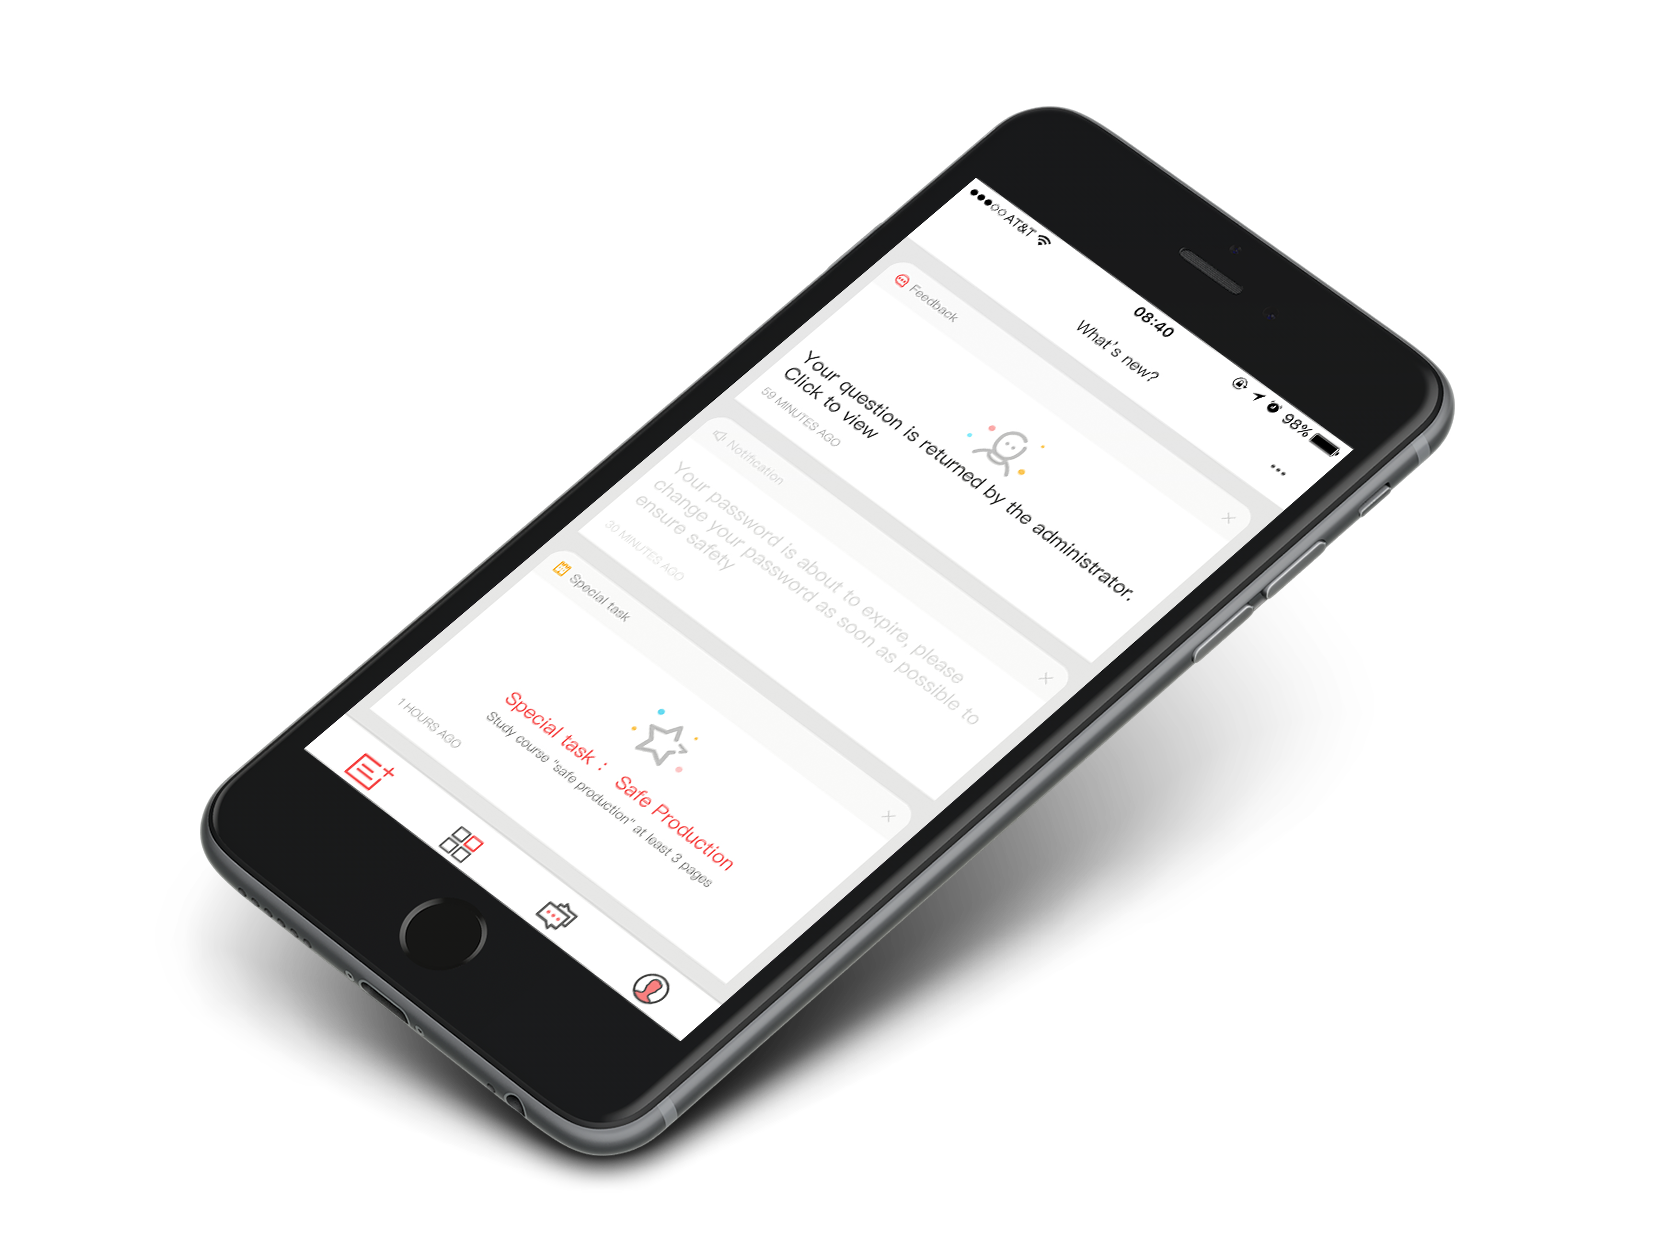 AT&T
08:40
98%
What's new?
Feedback
Your question is returned by the administrator.
Click to view
59 MINUTES AGO
Notification
Your password is about to expire, please
change your password as soon as possible to
ensure safety
30 MINUTES AGO
Special task
Special task : Safe Production
Study course "safe production" at least 3 pages
1 HOURS AGO